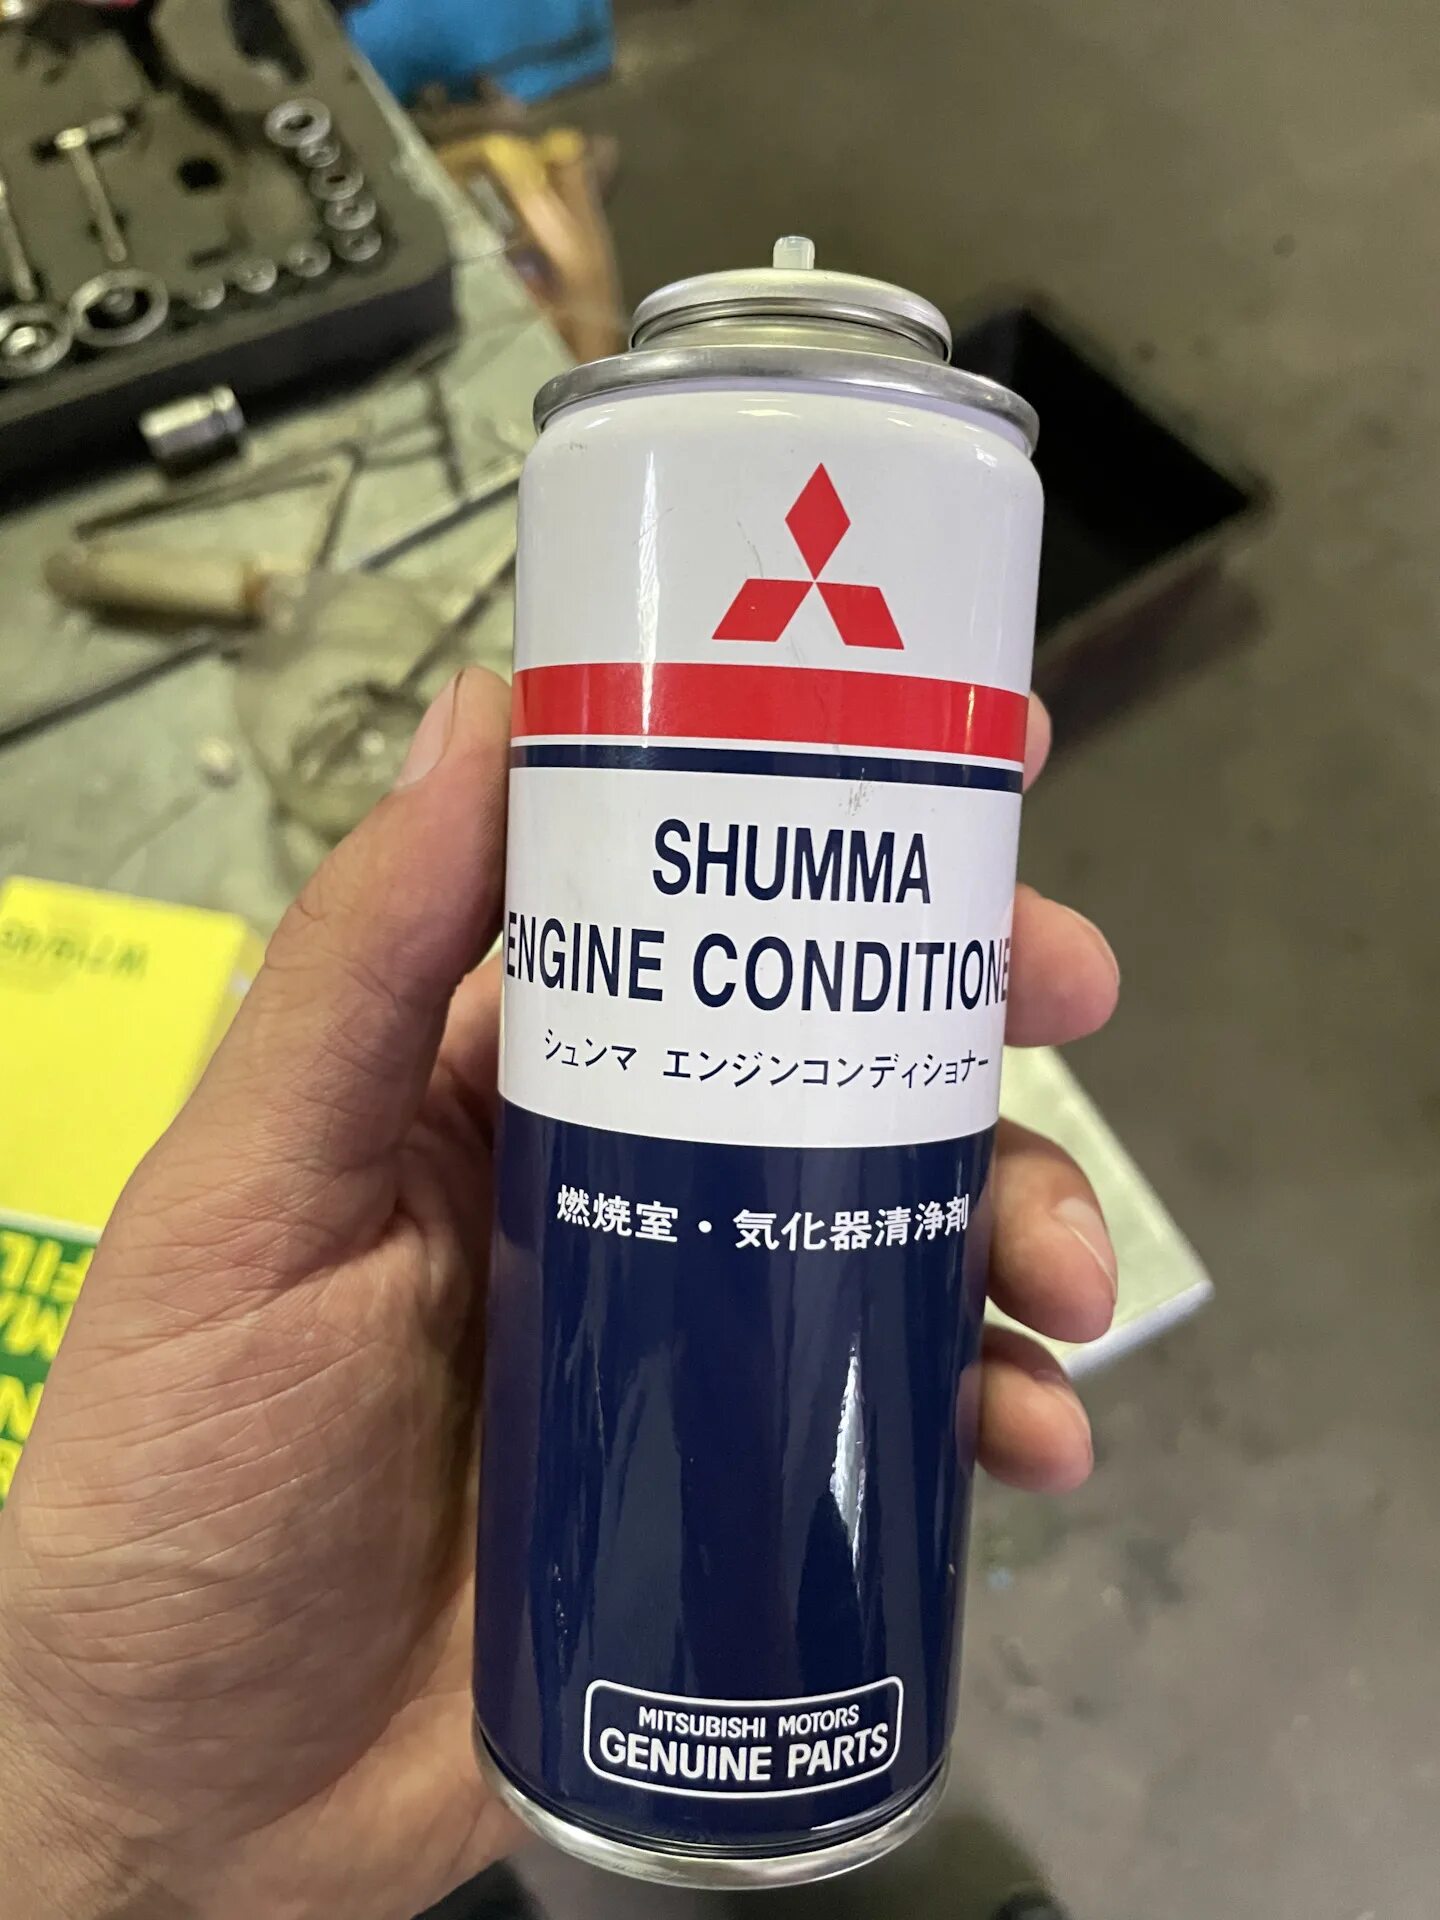 SHUMMA
ENGINE CONDITIONE
シュンマ エンジンコンディショナー
燃焼室・気化器清浄剤
MITSUBISHI MOTORS
GENUINE PARTS